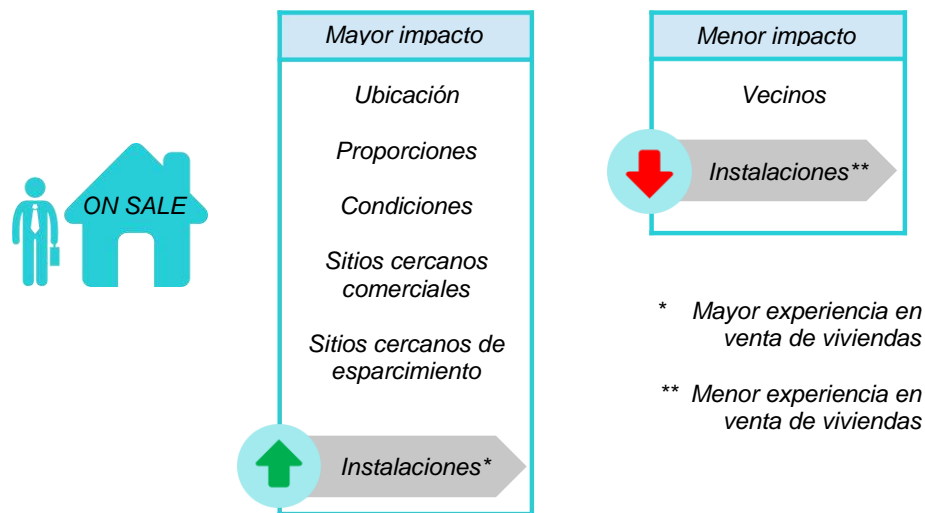 ON SALE
Mayor impacto
Ubicación
Proporciones
Condiciones
Sitios cercanos
comerciales
Sitios cercanos de
esparcimiento
Instalaciones*
Menor impacto
Vecinos
Instalaciones**
* Mayor experiencia en
venta de viviendas
** Menor experiencia en
venta de viviendas